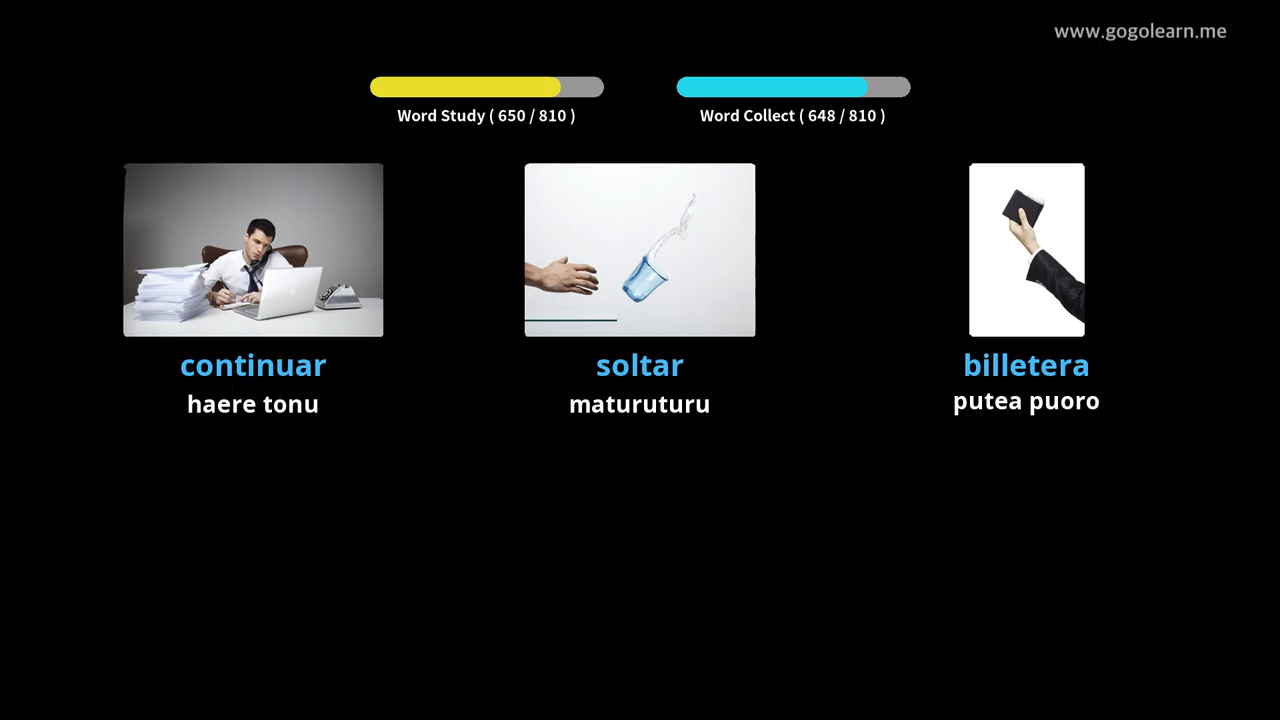 www.gogolearn.me
Word Study ( 650 / 810 )
Word Collect ( 648 / 810 )
continuar
haere tonu
soltar
maturuturu
billetera
putea puoro